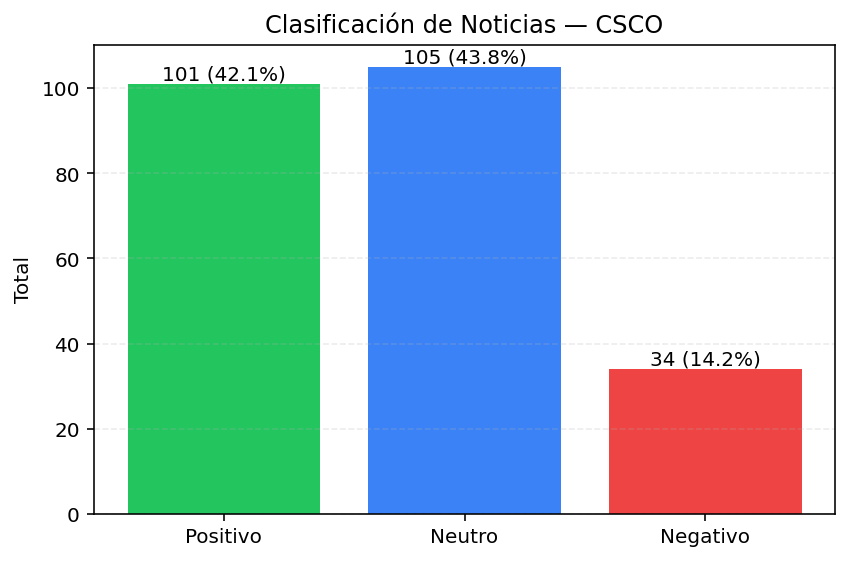 Clasificación de Noticias — CSCO
101 (42.1%)
105 (43.8%)
34 (14.2%)
Total
100
80
60
40
20
0
Positivo
Neutro
Negativo